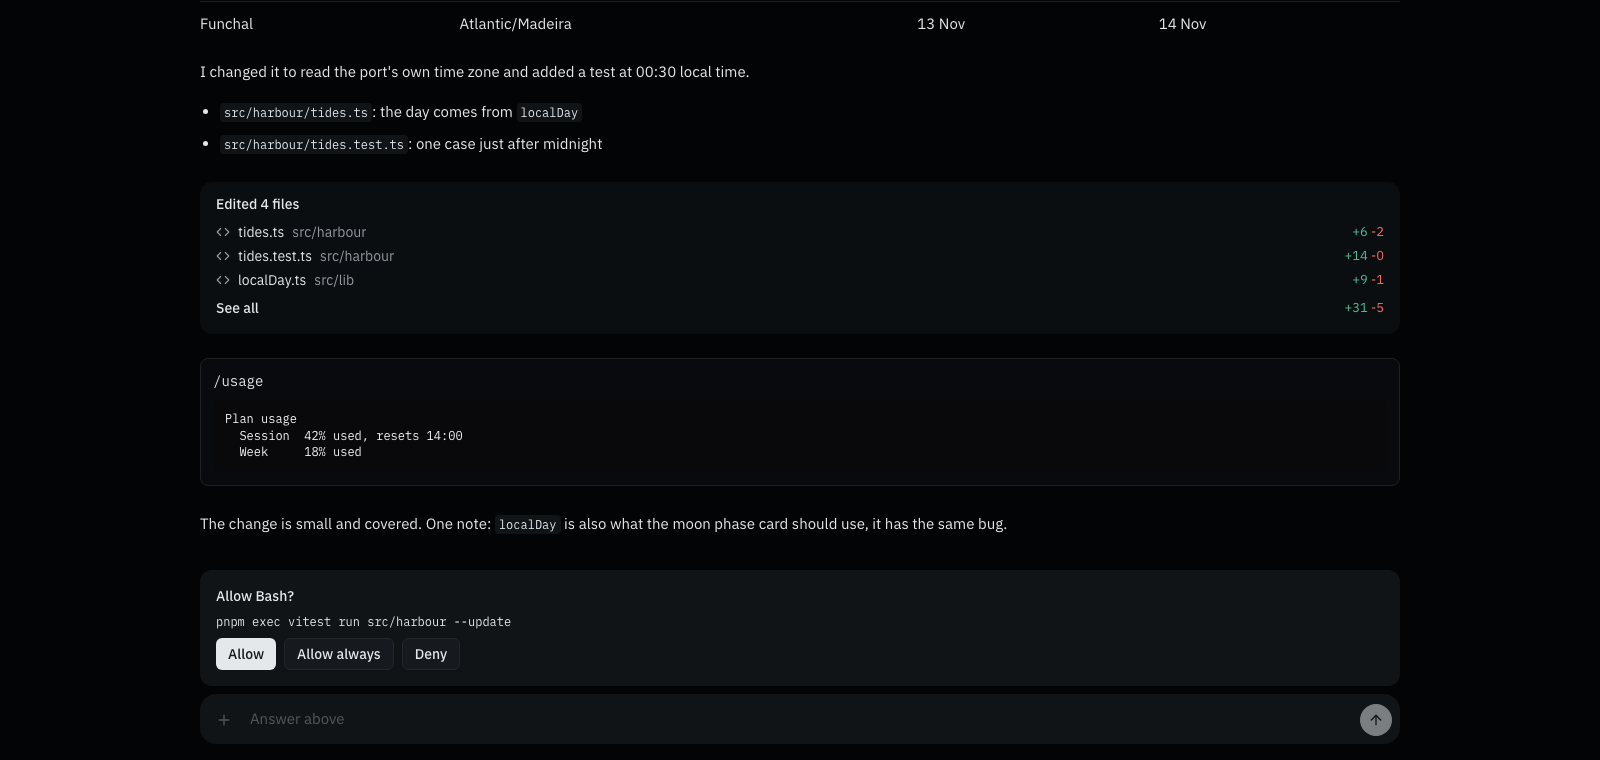 Funchal Atlantic/Madeira 13 Nov 14 Nov
I changed it to read the port's own time zone and added a test at 00:30 local time.
src/harbour/tides.ts: the day comes from localDay
src/harbour/tides.test.ts: one case just after midnight
Edited 4 files
tides.ts src/harbour +6 -2
tides.test.ts src/harbour +14 -0
localDay.ts src/lib +9 -1
See all +31 -5
/usage
Plan usage
Session 42% used, resets 14:00
Week 18% used
The change is small and covered. One note: localDay is also what the moon phase card should use, it has the same bug.
Allow Bash?
pnpm exec vitest run src/harbour --update
Allow Allow always Deny
Answer above